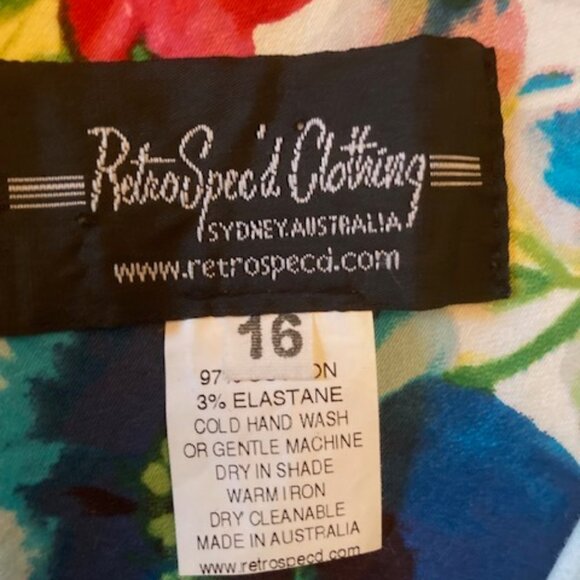 RetroSpec'd Clothing
SYDNEY.AUSTRALIA
www.retrospecd.com
16
97%
3% ELASTANE
COLD HAND WASH
OR GENTLE MACHINE
DRY IN SHADE
WARM IRON
DRY CLEANABLE
MADE IN AUSTRALIA
www.retrospecd.com